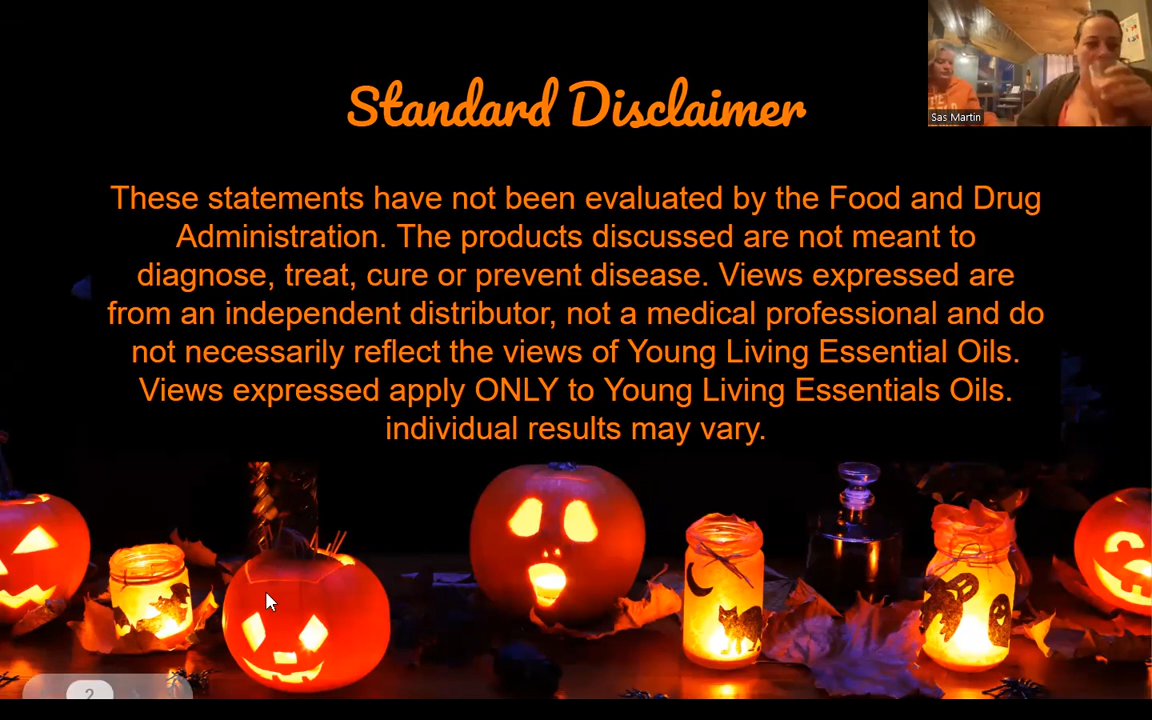 Standard Disclaimer
Sas Martin
These statements have not been evaluated by the Food and Drug
Administration. The products discussed are not meant to
diagnose, treat, cure or prevent disease. Views expressed are
from an independent distributor, not a medical professional and do
not necessarily reflect the views of Young Living Essential Oils.
Views expressed apply ONLY to Young Living Essentials Oils.
individual results may vary.
2